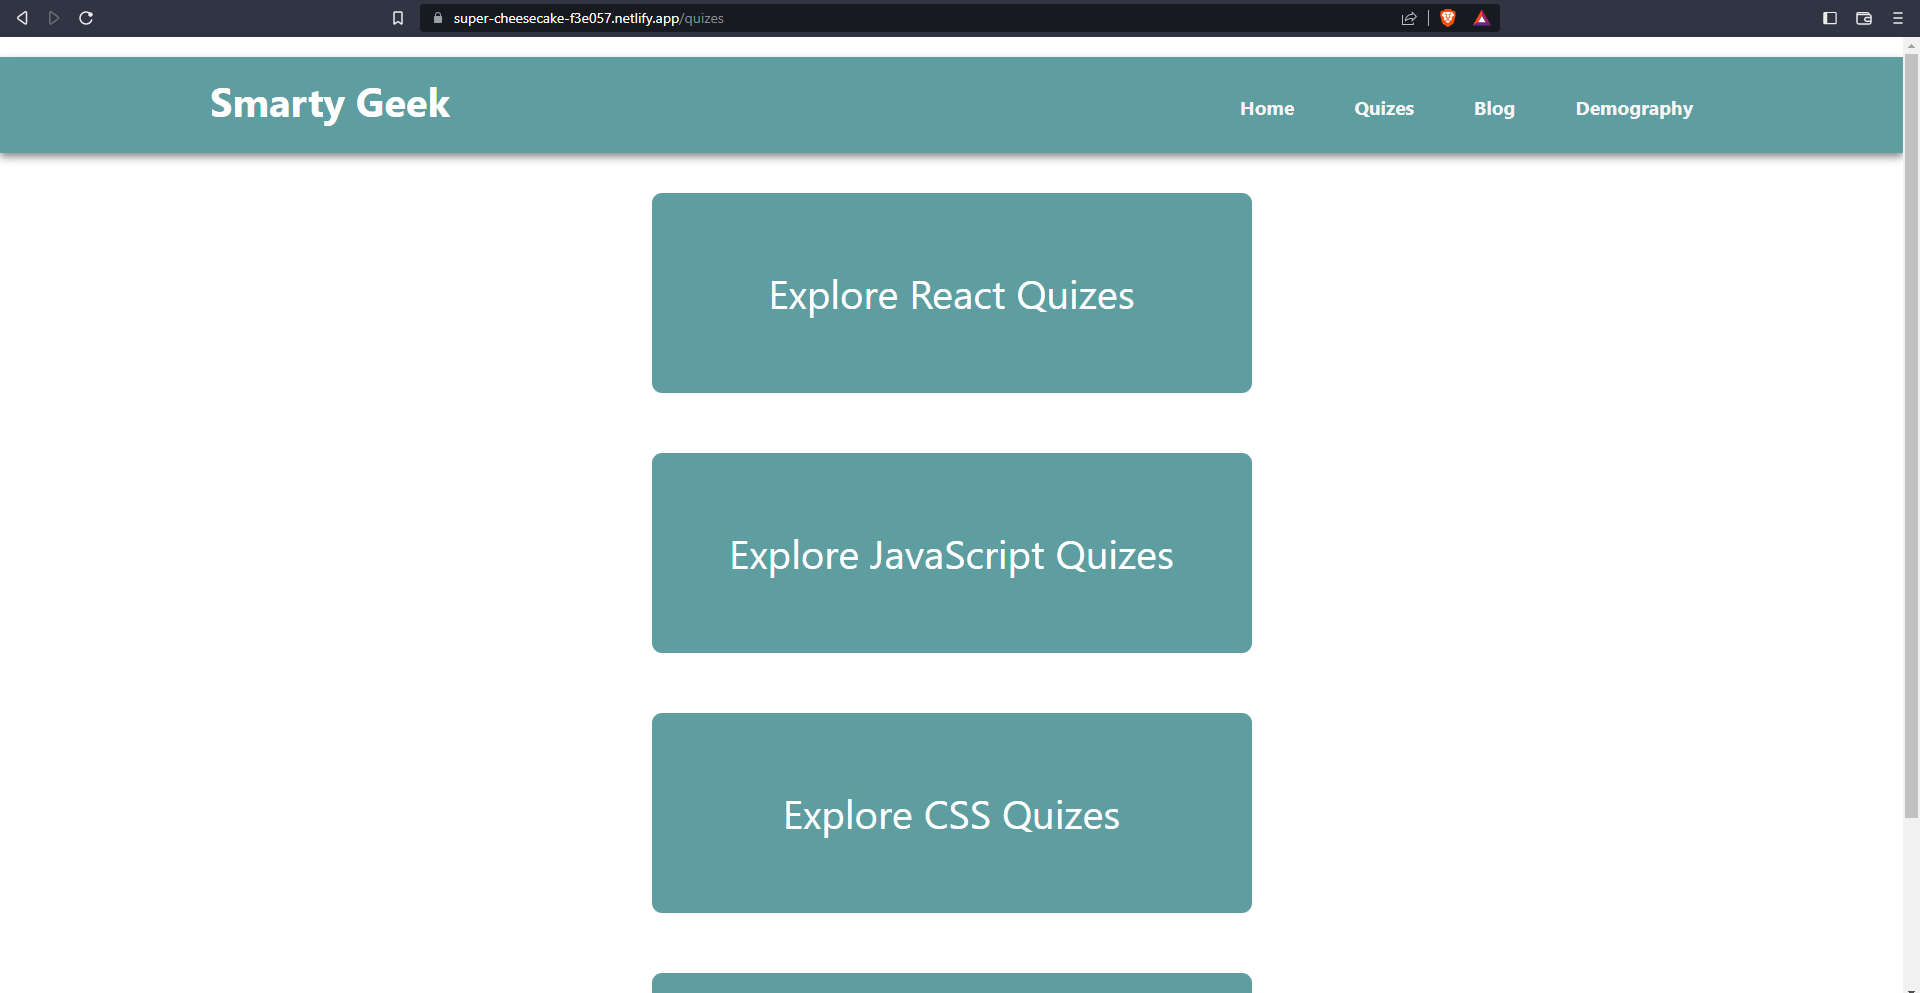 super-cheesecake-f3e057.netlify.app/quizes
Smarty Geek
Home Quizes Blog Demography
Explore React Quizes
Explore JavaScript Quizes
Explore CSS Quizes